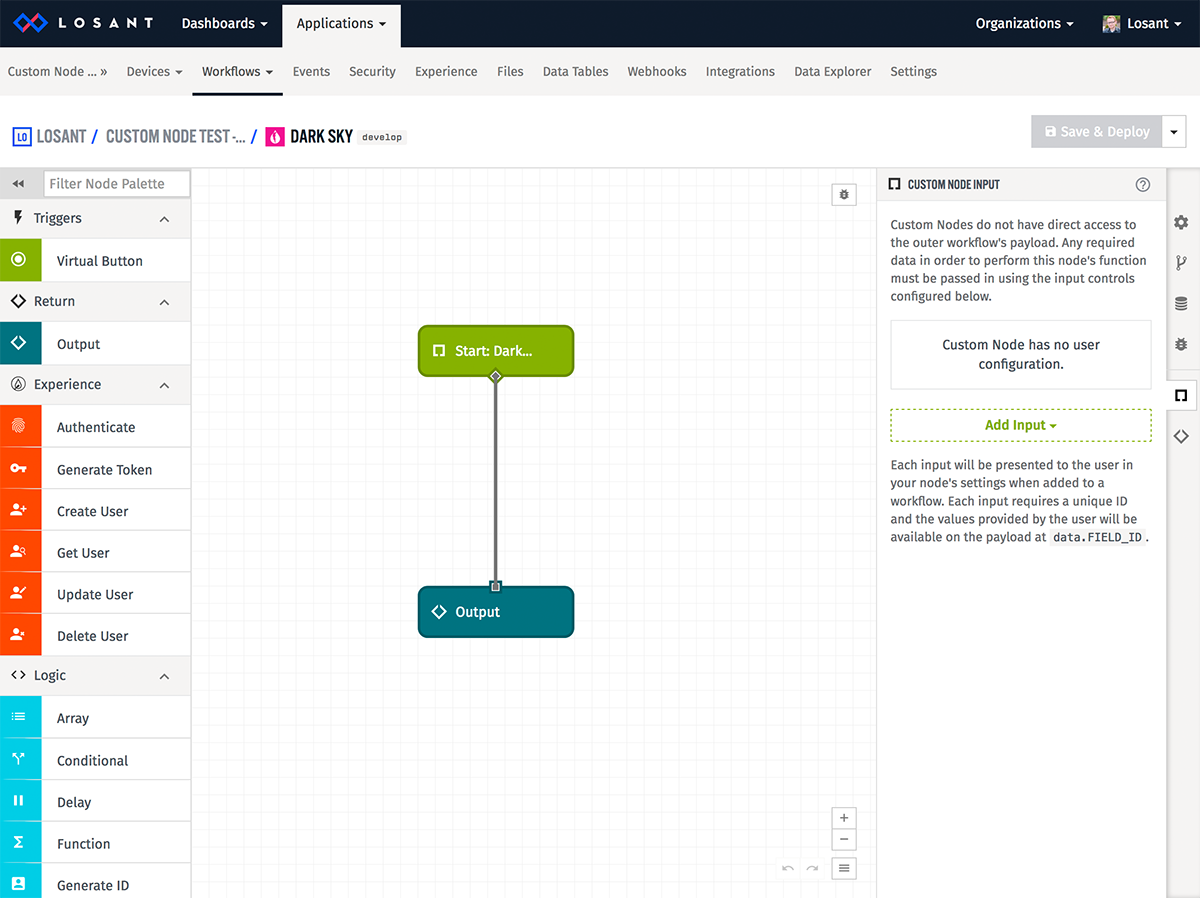 LOSANT Dashboards Applications Organizations Losant
Custom Node ... » Devices Workflows Events Security Experience Files Data Tables Webhooks Integrations Data Explorer Settings
LO LOSANT / CUSTOM NODE TEST -... / DARK SKY develop
Save & Deploy
Filter Node Palette
Triggers
Virtual Button
Return
Output
Experience
Authenticate
Generate Token
Create User
Get User
Update User
Delete User
Logic
Array
Conditional
Delay
Function
Generate ID
Start: Dark...
Output
CUSTOM NODE INPUT
Custom Nodes do not have direct access to
the outer workflow's payload. Any required
data in order to perform this node's function
must be passed in using the input controls
configured below.
Custom Node has no user
configuration.
Add Input
Each input will be presented to the user in
your node's settings when added to a
workflow. Each input requires a unique ID
and the values provided by the user will be
available on the payload at data.FIELD_ID.